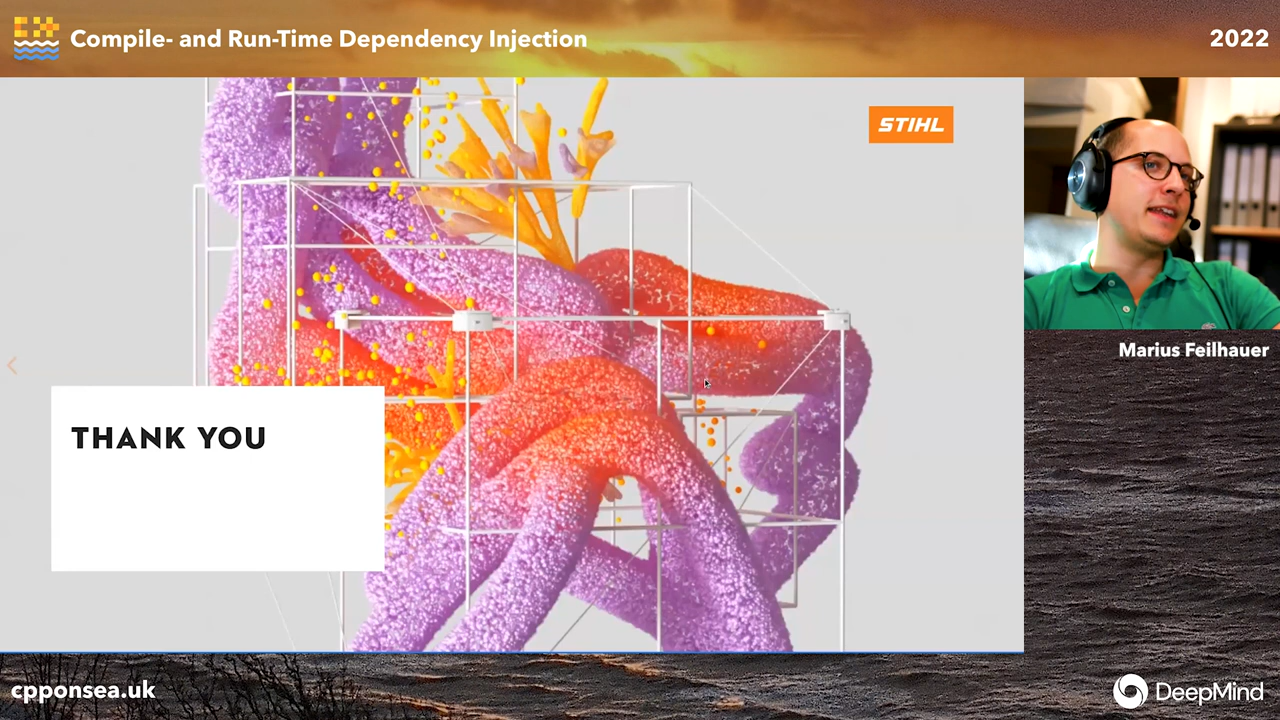 Compile- and Run-Time Dependency Injection
2022
STIHL
THANK YOU
Marius Feilhauer
cpponsea.uk
DeepMind